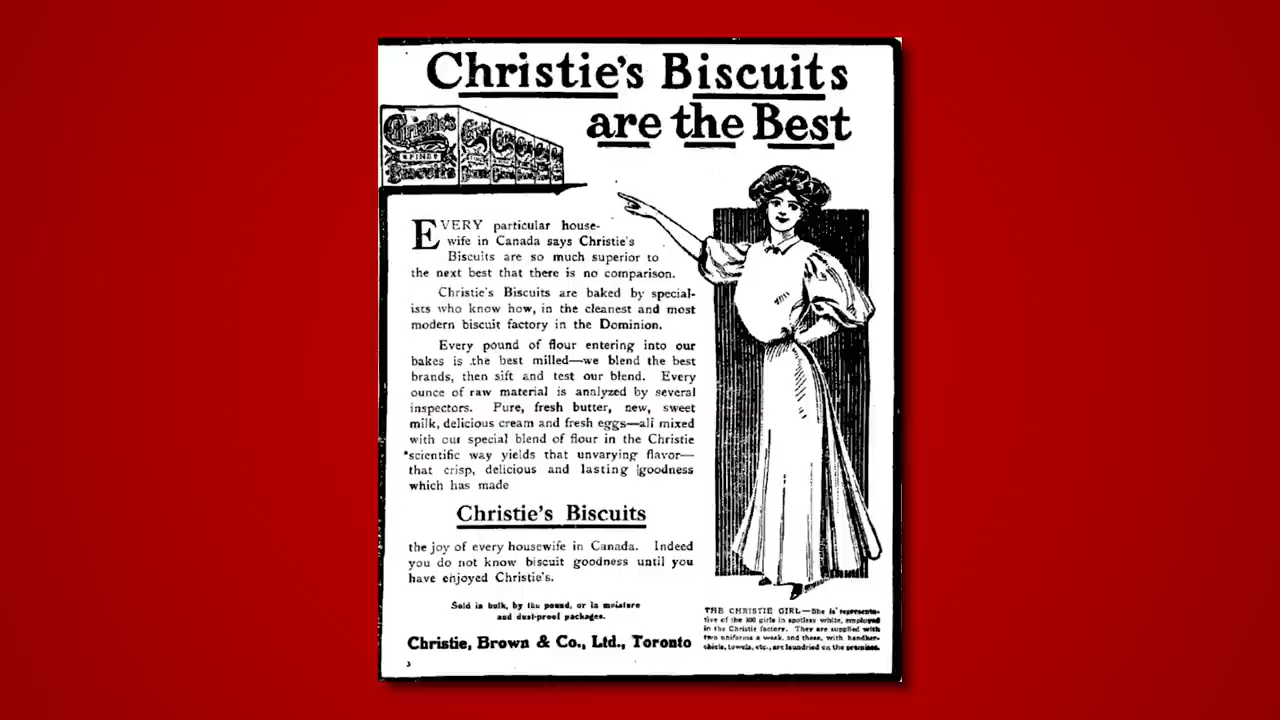 Christie's Biscuits
are the Best
Christie's
FINE
Biscuits
EVERY particular house-
wife in Canada says Christie's
Biscuits are so much superior to
the next best that there is no comparison.
Christie's Biscuits are baked by special-
ists who know how, in the cleanest and most
modern biscuit factory in the Dominion.
Every pound of flour entering into our
bakes is the best milled—we blend the best
brands, then sift and test our blend. Every
ounce of raw material is analyzed by several
inspectors. Pure, fresh butter, new, sweet
milk, delicious cream and fresh eggs—all mixed
with our special blend of flour in the Christie
scientific way yields that unvarying flavor—
that crisp, delicious and lasting goodness
which has made
Christie's Biscuits
the joy of every housewife in Canada. Indeed
you do not know biscuit goodness until you
have enjoyed Christie's.
Sold in bulk, by the pound, or in moisture
and dust-proof packages.
Christie, Brown & Co., Ltd., Toronto
3
THE CHRISTIE GIRL—She is representa-
tive of the 300 girls in spotless white, employed
in the Christie factory. They are supplied with
two uniforms a week, and these, with handker-
chiefs, towels, etc., are laundried on the premises.